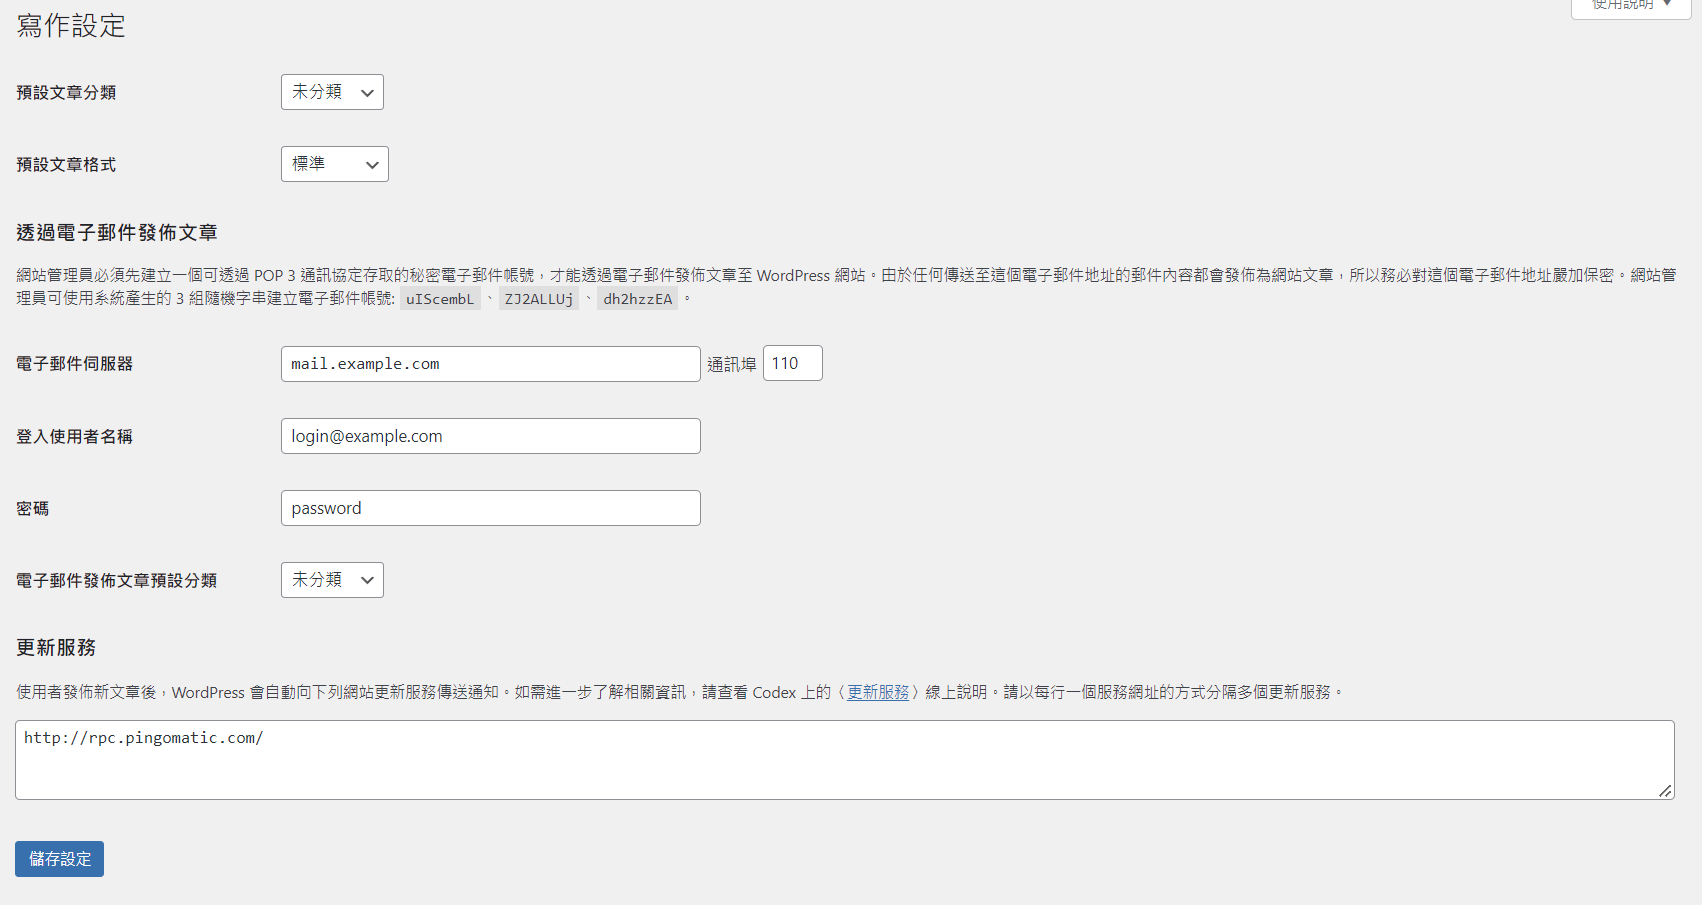 使用說明 ▼
寫作設定
預設文章分類 未分類
預設文章格式 標準
透過電子郵件發佈文章
網站管理員必須先建立一個可透過 POP 3 通訊協定存取的秘密電子郵件帳號，才能透過電子郵件發佈文章至 WordPress 網站。由於任何傳送至這個電子郵件地址的郵件內容都會發佈為網站文章，所以務必對這個電子郵件地址嚴加保密。網站管
理員可使用系統產生的 3 組隨機字串建立電子郵件帳號: uIScembL 、 ZJ2ALLUj 、 dh2hzzEA 。
電子郵件伺服器 mail.example.com 通訊埠 110
登入使用者名稱 login@example.com
密碼 password
電子郵件發佈文章預設分類 未分類
更新服務
使用者發佈新文章後，WordPress 會自動向下列網站更新服務傳送通知。如需進一步了解相關資訊，請查看 Codex 上的〈更新服務〉線上說明。請以每行一個服務網址的方式分隔多個更新服務。
http://rpc.pingomatic.com/
儲存設定